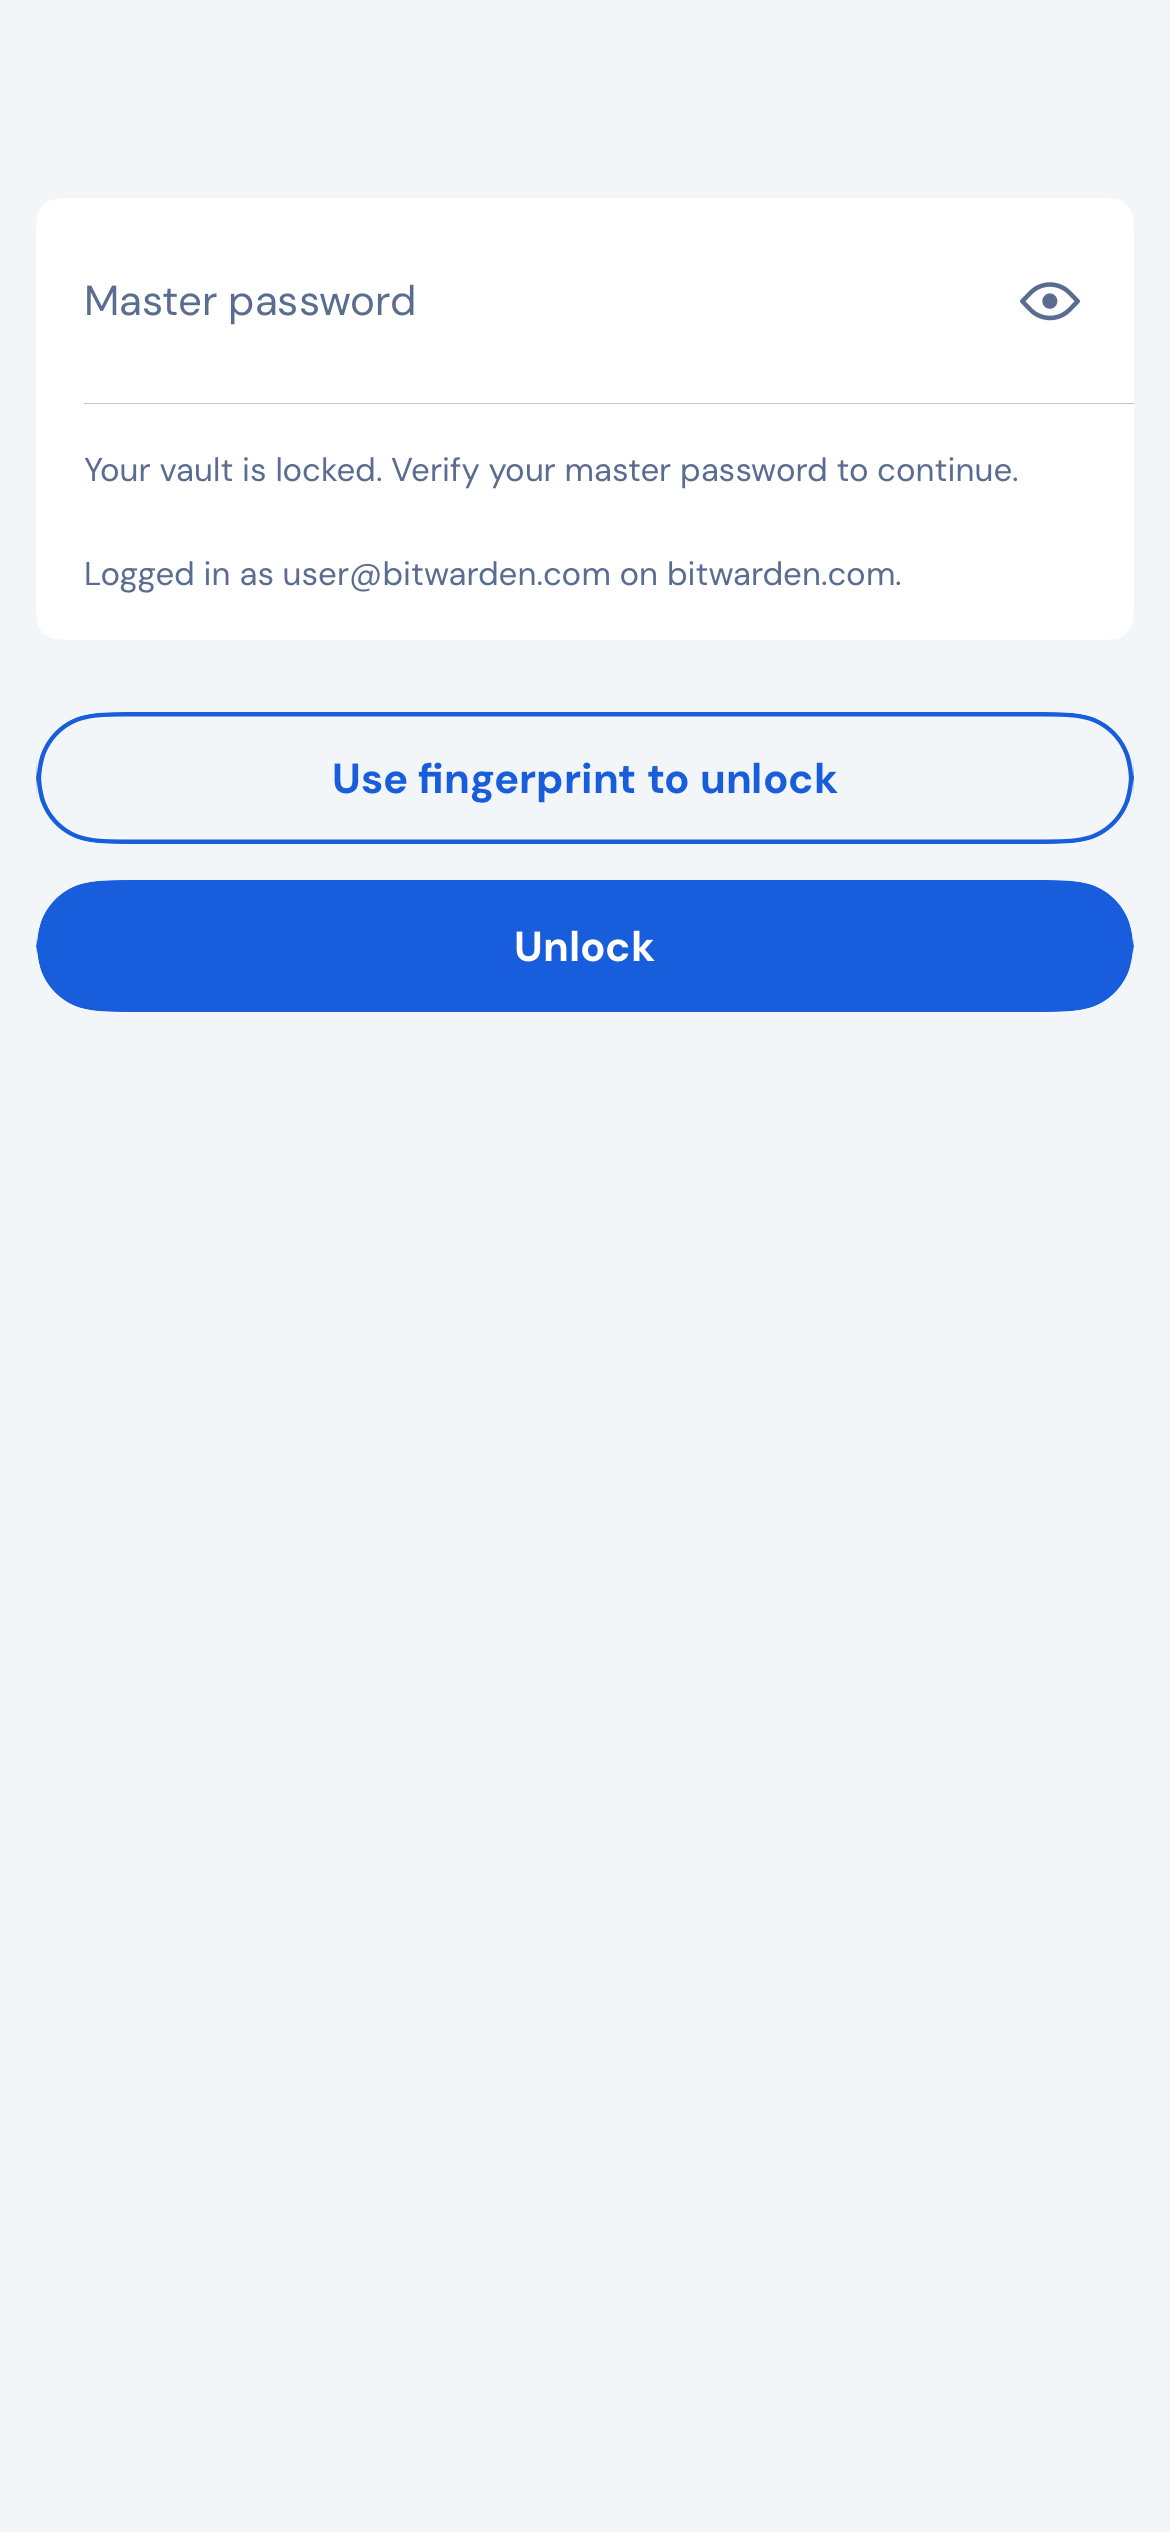 Master password
Your vault is locked. Verify your master password to continue.
Logged in as user@bitwarden.com on bitwarden.com.
Use fingerprint to unlock
Unlock